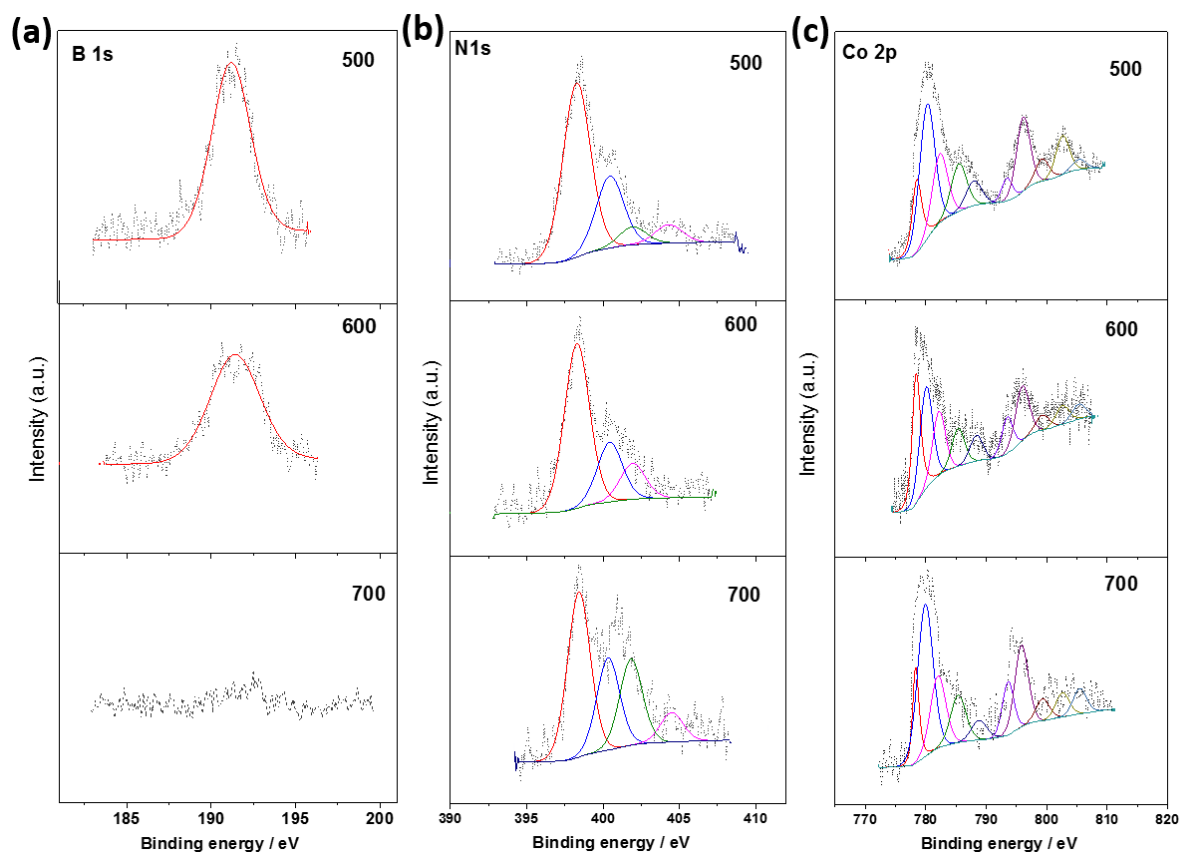 (a)
B 1s
500
600
700
Intensity (a.u.)
185 190 195 200
Binding energy / eV
(b)
N1s
500
600
700
Intensity (a.u.)
390 395 400 405 410
Binding energy / eV
(c)
Co 2p
500
600
700
Intensity (a.u.)
770 780 790 800 810 820
Binding energy / eV